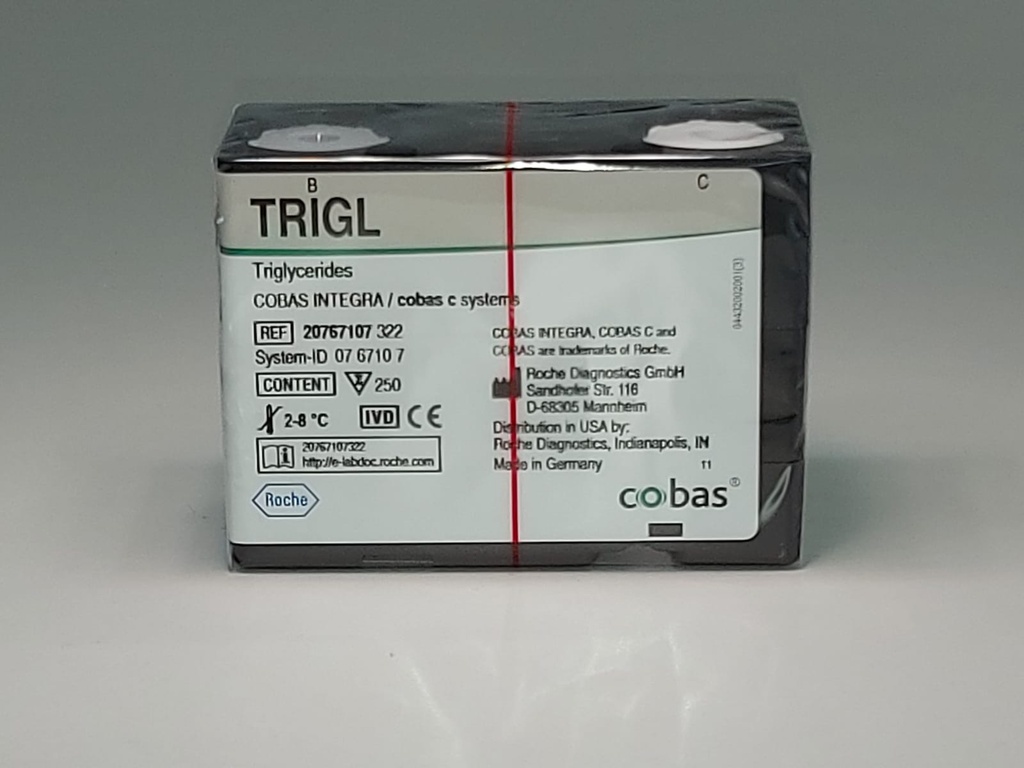 B
C
TRIGL
Triglycerides
COBAS INTEGRA / cobas c systems
REF 20767107 322
System-ID 07 6710 7
CONTENT 250
2-8 °C IVD CE
20767107322
http://e-labdoc.roche.com
Roche
COBAS INTEGRA, COBAS C and
COBAS are trademarks of Roche.
Roche Diagnostics GmbH
Sandhofer Str. 116
D-68305 Mannheim
Distribution in USA by:
Roche Diagnostics, Indianapolis, IN
Made in Germany 11
cobas®